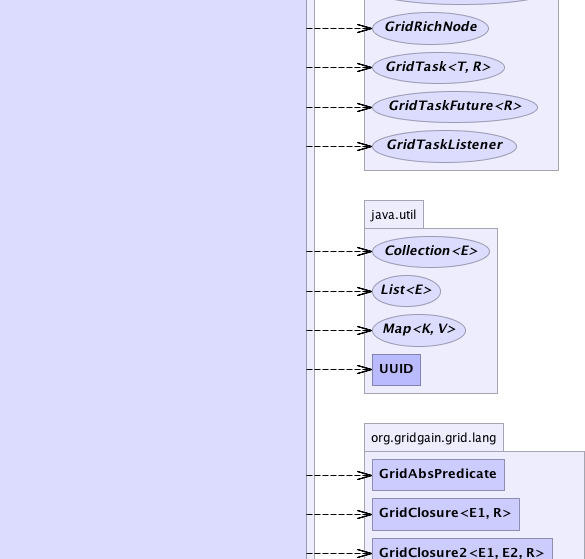 GridRichNode
GridTask<T, R>
GridTaskFuture<R>
GridTaskListener
java.util
Collection<E>
List<E>
Map<K, V>
UUID
org.gridgain.grid.lang
GridAbsPredicate
GridClosure<E1, R>
GridClosure2<E1, E2, R>